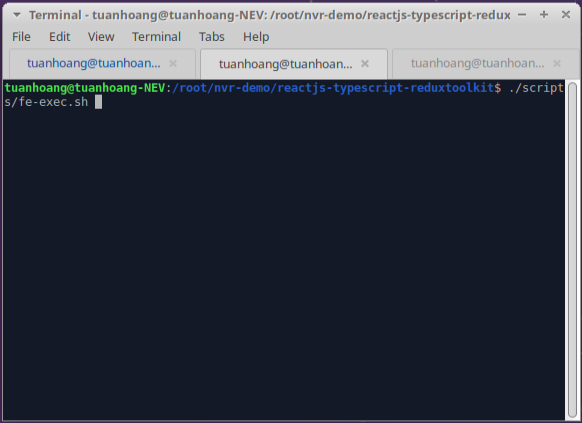 Terminal - tuanhoang@tuanhoang-NEV: /root/nvr-demo/reactjs-typescript-redux
File Edit View Terminal Tabs Help
tuanhoang@tuanhoan... tuanhoang@tuanhoan... tuanhoang@tuanhoan...
tuanhoang@tuanhoang-NEV:/root/nvr-demo/reactjs-typescript-reduxtoolkit$ ./script
s/fe-exec.sh